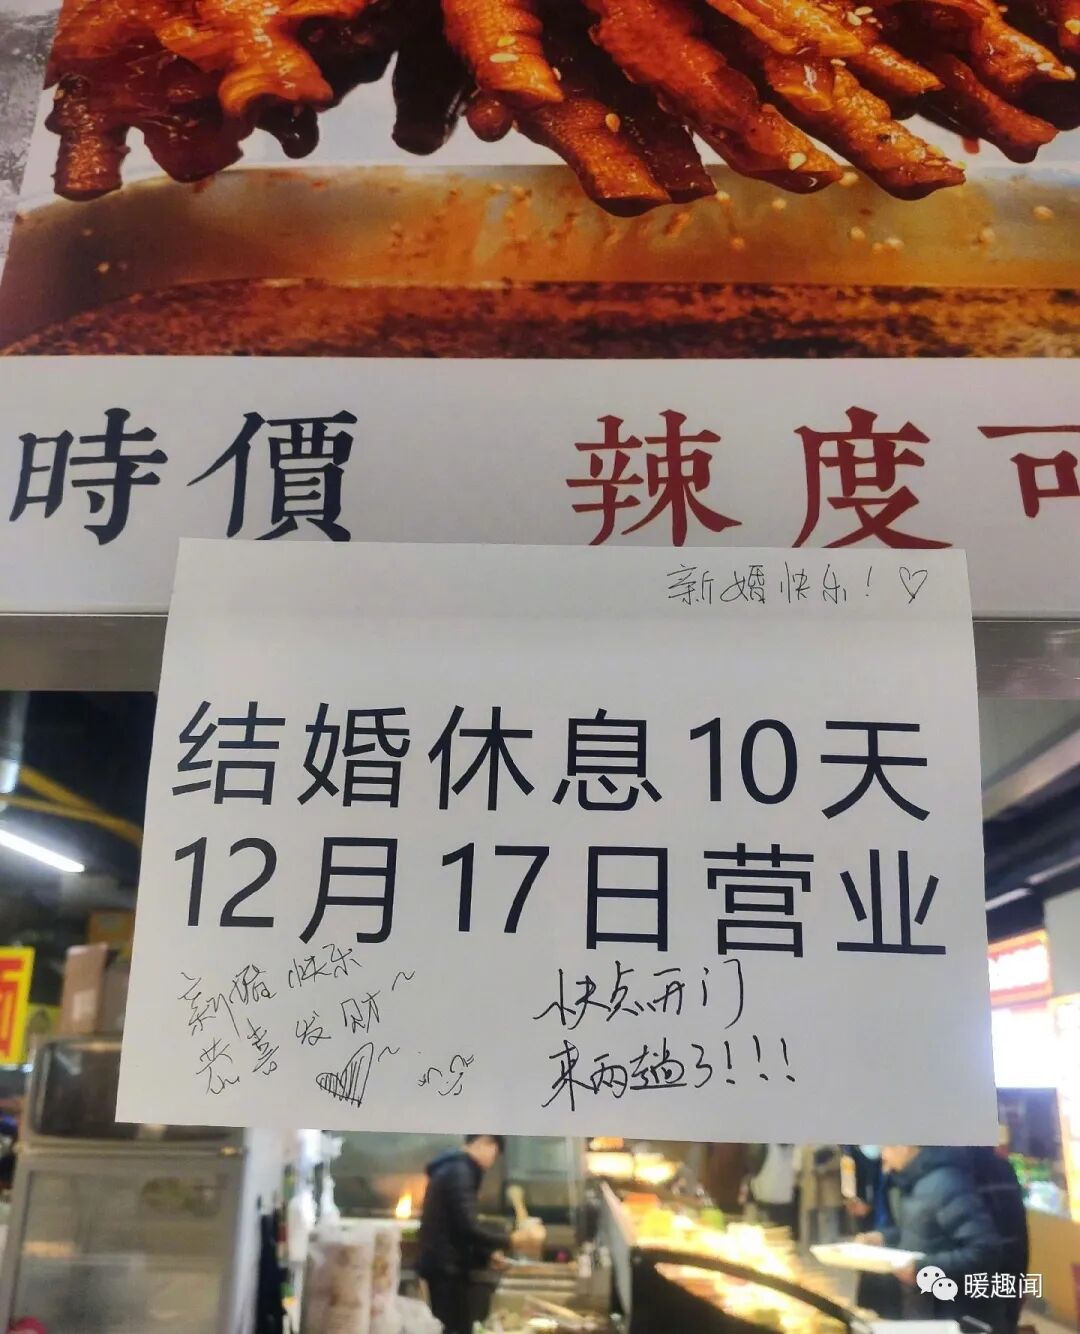 時價 辣度可
新婚快乐！♡
结婚休息10天
12月17日营业
新婚快乐
恭喜发财~
快点开门
来两趟了!!!
暖趣闻